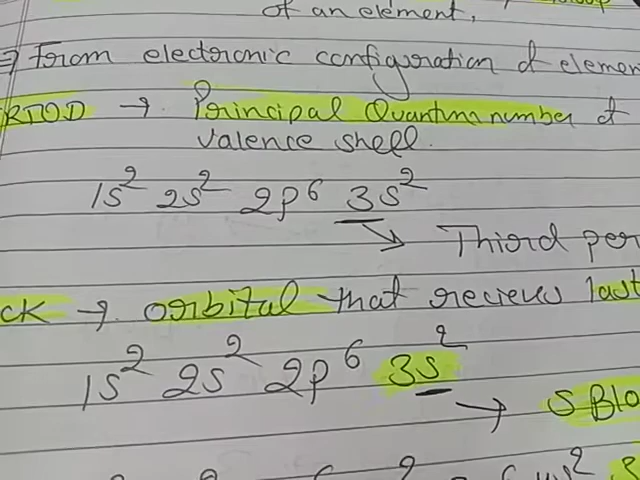 of an element,
⇒ From electronic configuration of elemen
RIOD → Principal Quantum number of
valence shell.
1s² 2s² 2p⁶ 3s²
↘ Third per
CK → orbital that recieves last
1s² 2s² 2p⁶ 3s²
→ S Blo